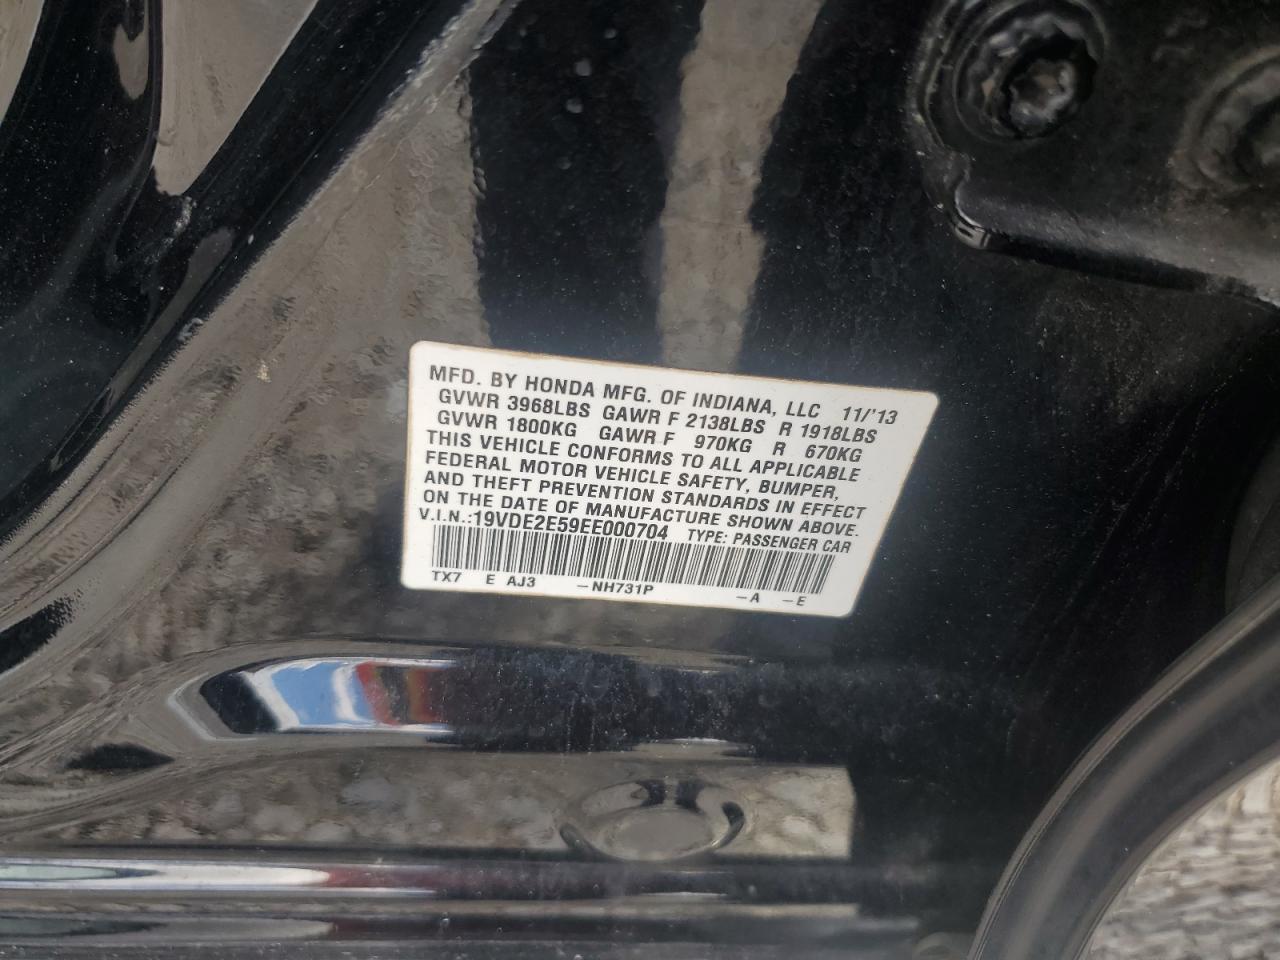 MFD. BY HONDA MFG. OF INDIANA, LLC 11/'13
GVWR 3968LBS GAWR F 2138LBS R 1918LBS
GVWR 1800KG GAWR F 970KG R 670KG
THIS VEHICLE CONFORMS TO ALL APPLICABLE
FEDERAL MOTOR VEHICLE SAFETY, BUMPER,
AND THEFT PREVENTION STANDARDS IN EFFECT
ON THE DATE OF MANUFACTURE SHOWN ABOVE.
V.I.N.:19VDE2E59EE000704 TYPE: PASSENGER CAR
TX7 E AJ3 –NH731P –A –E